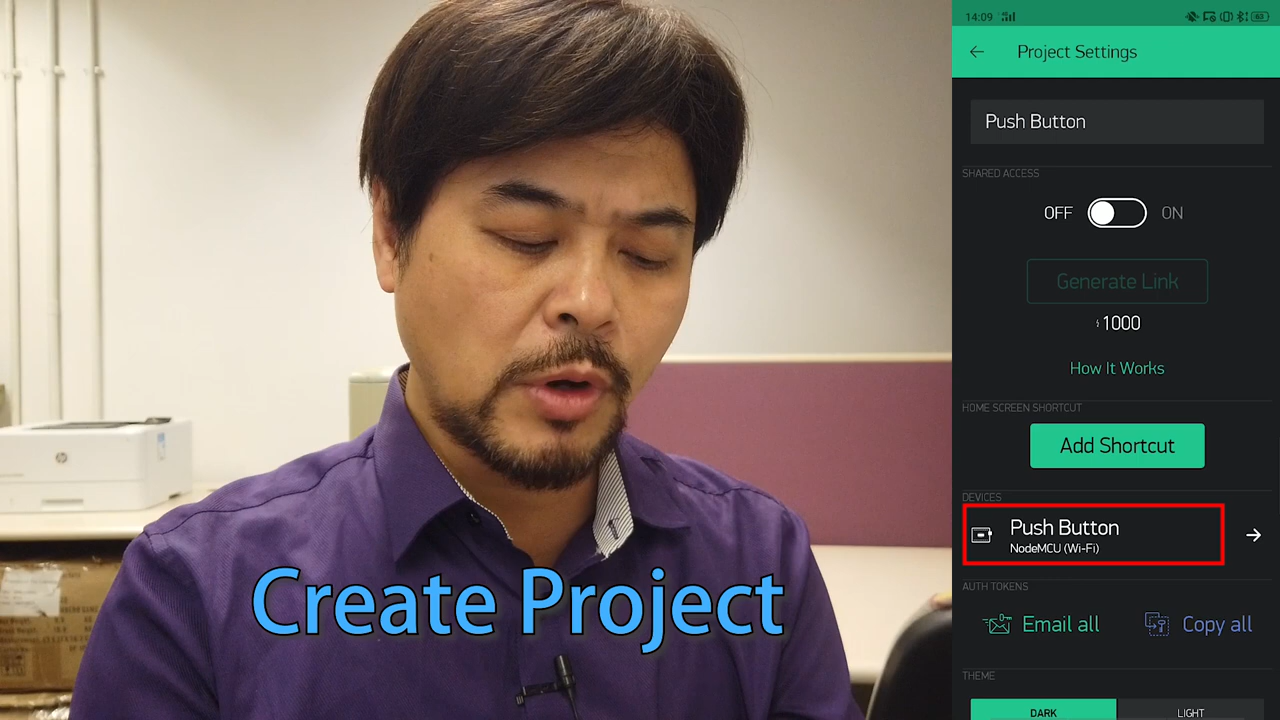 14:09
63
Project Settings
Push Button
SHARED ACCESS
OFF ON
Generate Link
1000
How It Works
HOME SCREEN SHORTCUT
Add Shortcut
DEVICES
Push Button
NodeMCU (Wi-Fi)
AUTH TOKENS
Email all Copy all
THEME
DARK LIGHT
hp
Create Project